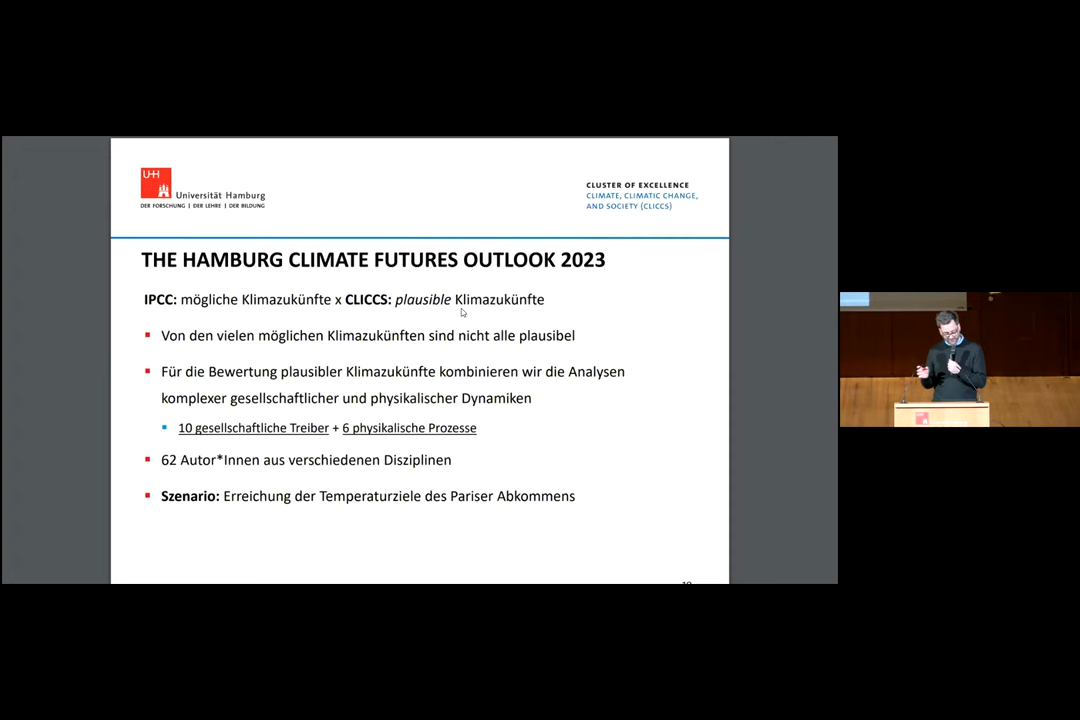 UHH
Universität Hamburg
DER FORSCHUNG | DER LEHRE | DER BILDUNG
CLUSTER OF EXCELLENCE
CLIMATE, CLIMATIC CHANGE,
AND SOCIETY (CLICCS)
THE HAMBURG CLIMATE FUTURES OUTLOOK 2023
IPCC: mögliche Klimazukünfte x CLICCS: plausible Klimazukünfte
Von den vielen möglichen Klimazukünften sind nicht alle plausibel
Für die Bewertung plausibler Klimazukünfte kombinieren wir die Analysen
komplexer gesellschaftlicher und physikalischer Dynamiken
10 gesellschaftliche Treiber + 6 physikalische Prozesse
62 Autor*Innen aus verschiedenen Disziplinen
Szenario: Erreichung der Temperaturziele des Pariser Abkommens